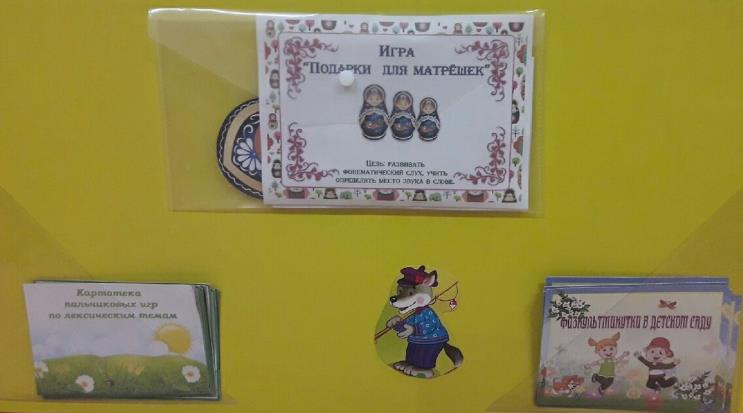 Игра
"Подарки для матрёшек"
Цель: развивать
фонематический слух, учить
определять место звука в слове.
Картотека
пальчиковых игр
по лексическим темам
Физкультминутки в детском саду